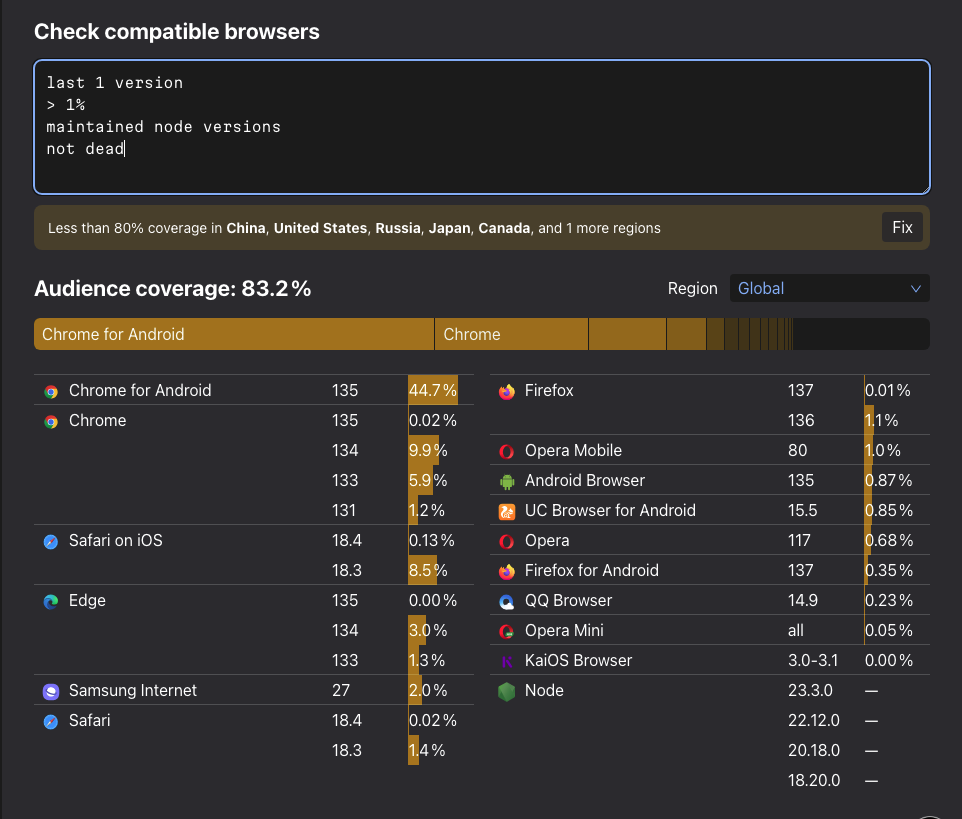 Check compatible browsers
last 1 version
> 1%
maintained node versions
not dead
Less than 80% coverage in China, United States, Russia, Japan, Canada, and 1 more regions Fix
Audience coverage: 83.2% Region Global
Chrome for Android Chrome
Chrome for Android 135 44.7%
Chrome 135 0.02%
134 9.9%
133 5.9%
131 1.2%
Safari on iOS 18.4 0.13%
18.3 8.5%
Edge 135 0.00%
134 3.0%
133 1.3%
Samsung Internet 27 2.0%
Safari 18.4 0.02%
18.3 1.4%
Firefox 137 0.01%
136 1.1%
Opera Mobile 80 1.0%
Android Browser 135 0.87%
UC Browser for Android 15.5 0.85%
Opera 117 0.68%
Firefox for Android 137 0.35%
QQ Browser 14.9 0.23%
Opera Mini all 0.05%
KaiOS Browser 3.0-3.1 0.00%
Node 23.3.0 —
22.12.0 —
20.18.0 —
18.20.0 —